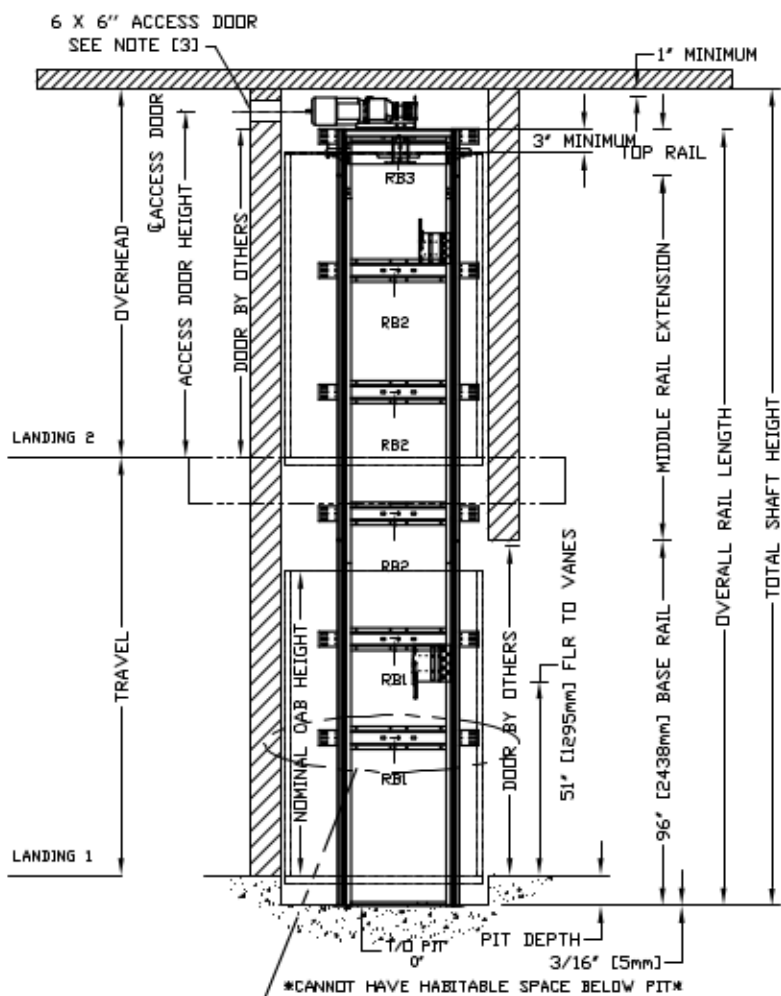 6 X 6" ACCESS DOOR
SEE NOTE [3]
1" MINIMUM
3" MINIMUM
TOP RAIL
℄ ACCESS DOOR
ACCESS DOOR HEIGHT
OVERHEAD
DOOR BY OTHERS
RB3
RB2
RB2
RB2
RB1
RB1
MIDDLE RAIL EXTENSION
OVERALL RAIL LENGTH
TOTAL SHAFT HEIGHT
LANDING 2
TRAVEL
NOMINAL CAB HEIGHT
DOOR BY OTHERS
51" [1295mm] FLR TO VANES
96" [2438mm] BASE RAIL
LANDING 1
T/O PIT
0"
PIT DEPTH
3/16" [5mm]
*CANNOT HAVE HABITABLE SPACE BELOW PIT*